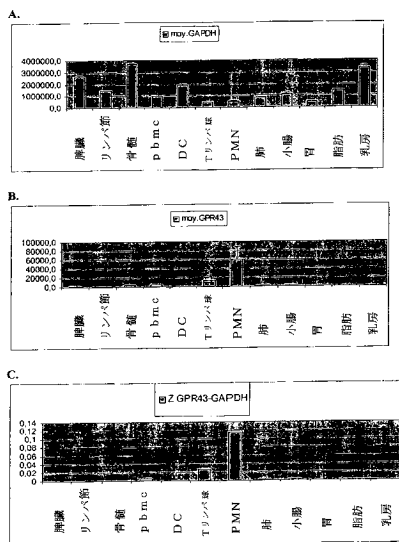 A.
moy.GAPDH
4000000,0
3000000,0
2000000,0
1000000,0
0,0
脾臓
リンパ節
骨髄
pbmc
DC
Tリンパ球
PMN
肺
小腸
胃
脂肪
乳房
B.
moy.GPR43
100000,0
80000,0
60000,0
40000,0
20000,0
0,0
脾臓
リンパ節
骨髄
pbmc
DC
Tリンパ球
PMN
肺
小腸
胃
脂肪
乳房
C.
Z GPR43-GAPDH
0,14
0,12
0,1
0,08
0,06
0,04
0,02
0
脾臓
リンパ節
骨髄
pbmc
DC
Tリンパ球
PMN
肺
小腸
胃
脂肪
乳房